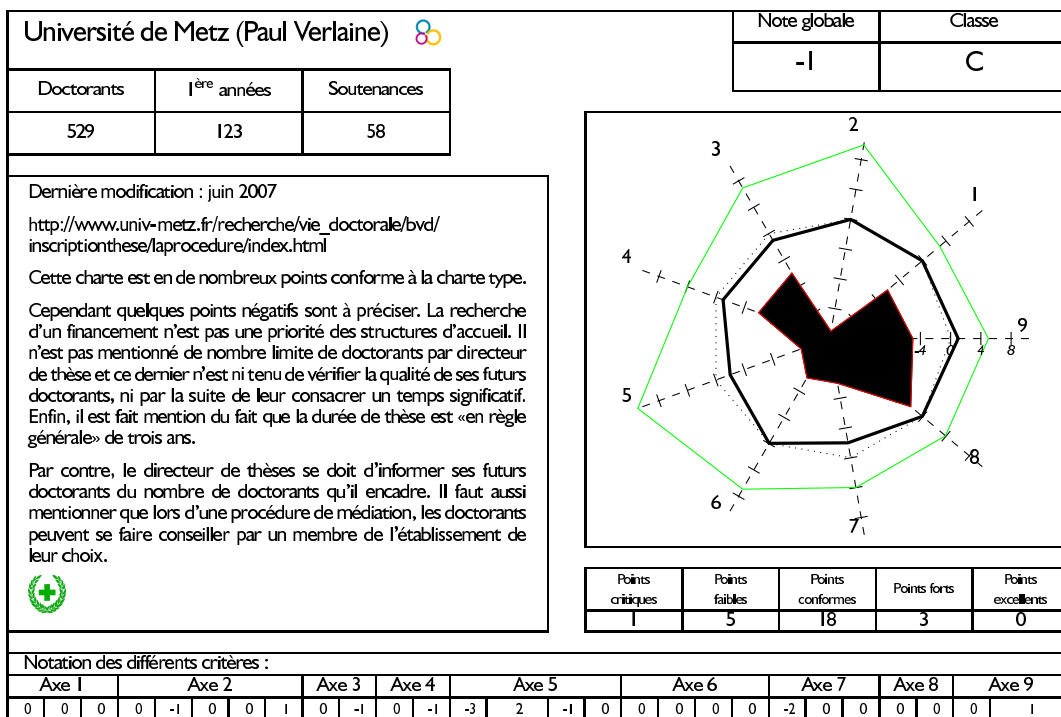 Université de Metz (Paul Verlaine)
Note globale Classe
-1 C
Doctorants 1ère années Soutenances
529 123 58
Dernière modification : juin 2007
http://www.univ-metz.fr/recherche/vie_doctorale/bvd/
inscriptionthese/laprocedure/index.html
Cette charte est en de nombreux points conforme à la charte type.
Cependant quelques points négatifs sont à préciser. La recherche
d'un financement n'est pas une priorité des structures d'accueil. Il
n'est pas mentionné de nombre limite de doctorants par directeur
de thèse et ce dernier n'est ni tenu de vérifier la qualité de ses futurs
doctorants, ni par la suite de leur consacrer un temps significatif.
Enfin, il est fait mention du fait que la durée de thèse est «en règle
générale» de trois ans.
Par contre, le directeur de thèses se doit d'informer ses futurs
doctorants du nombre de doctorants qu'il encadre. Il faut aussi
mentionner que lors d'une procédure de médiation, les doctorants
peuvent se faire conseiller par un membre de l'établissement de
leur choix.
2
3
1
4
9
-4 0 4 8
5
8
6
7
Points critiques Points faibles Points conformes Points forts Points excellents
1 5 18 3 0
Notation des différents critères :
Axe 1 Axe 2 Axe 3 Axe 4 Axe 5 Axe 6 Axe 7 Axe 8 Axe 9
0 0 0 0 -1 0 0 1 0 -1 0 -1 -3 2 -1 0 0 0 0 0 -2 0 0 0 0 0 1